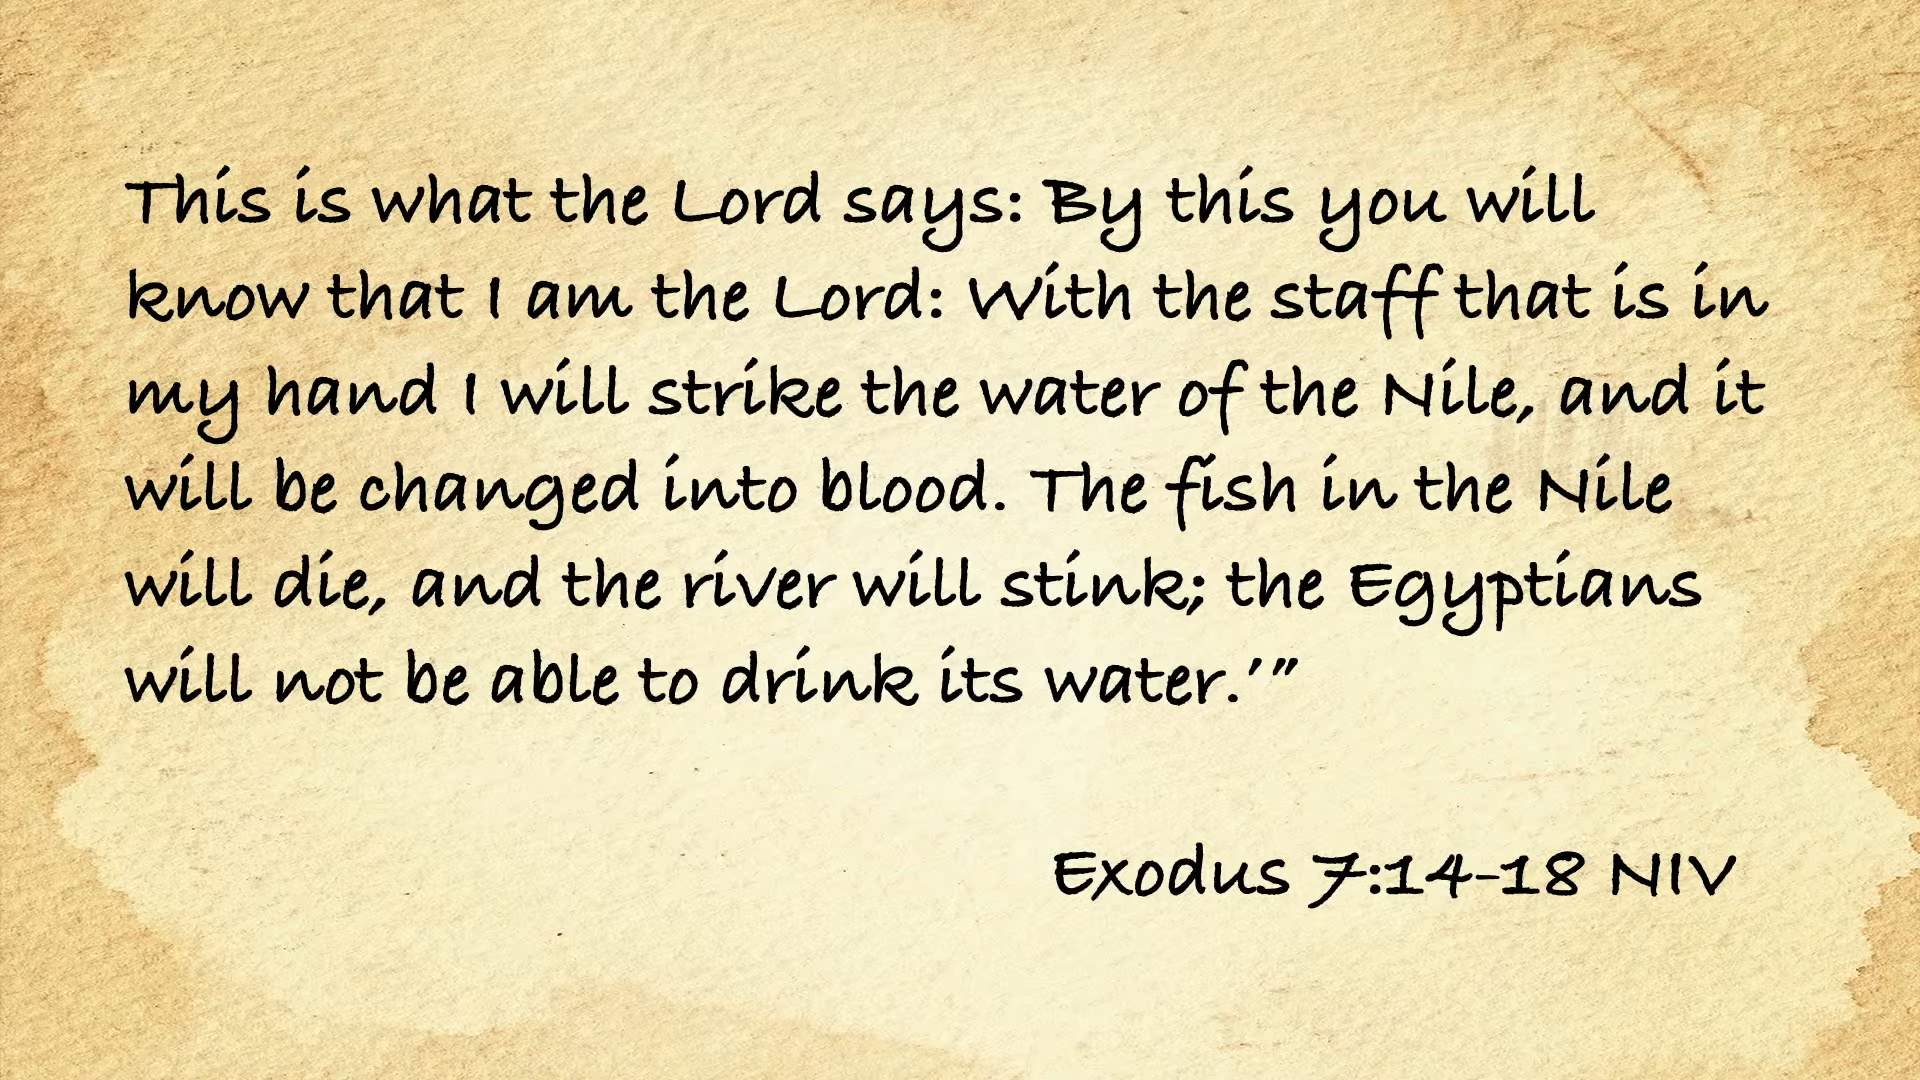 This is what the Lord says: By this you will
know that I am the Lord: With the staff that is in
my hand I will strike the water of the Nile, and it
will be changed into blood. The fish in the Nile
will die, and the river will stink; the Egyptians
will not be able to drink its water.’”
Exodus 7:14-18 NIV